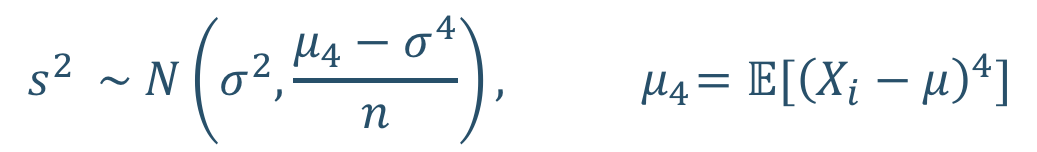 s² ~ N(σ², (μ₄ − σ⁴)/n), μ₄ = 𝔼[(Xᵢ − μ)⁴]